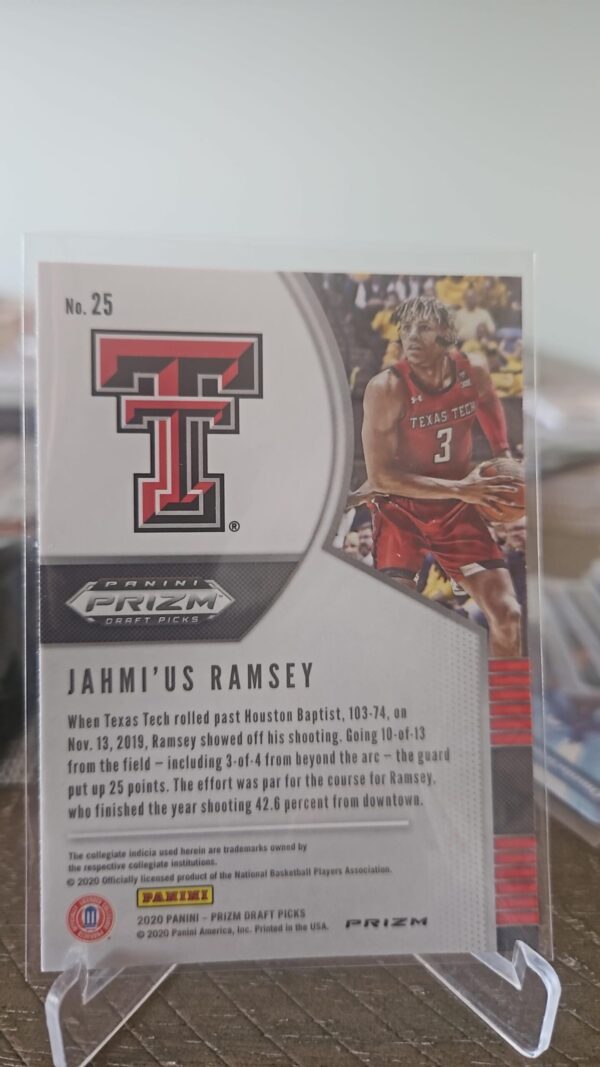 No. 25
TEXAS TECH
3
®
PANINI
PRIZM
DRAFT PICKS
JAHMI'US RAMSEY
When Texas Tech rolled past Houston Baptist, 103-74, on
Nov. 13, 2019, Ramsey showed off his shooting. Going 10-of-13
from the field — including 3-of-4 from beyond the arc — the guard
put up 25 points. The effort was par for the course for Ramsey,
who finished the year shooting 42.6 percent from downtown.
The collegiate indicia used herein are trademarks owned by
the respective collegiate institutions.
© 2020 Officially licensed product of the National Basketball Players Association.
PANINI
2020 PANINI – PRIZM DRAFT PICKS
© 2020 Panini America, Inc. Printed in the USA.
PRIZM